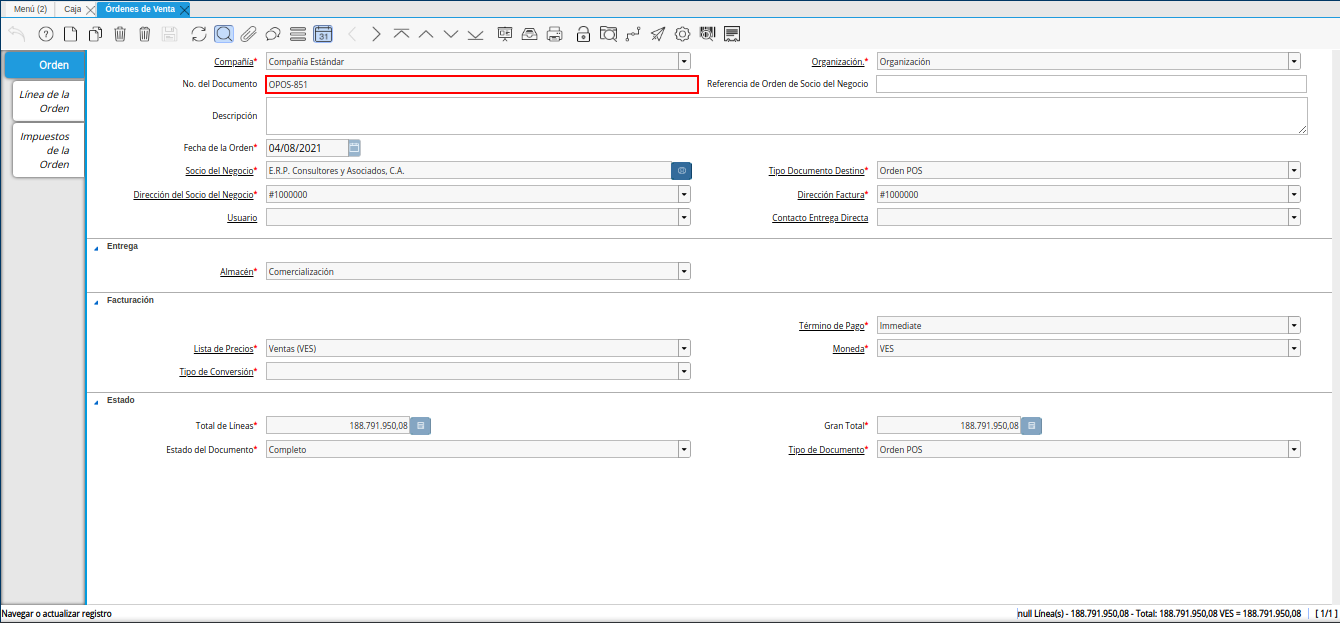 Menú (2) Caja Órdenes de Venta
31
Orden
Línea de la
Orden
Impuestos
de la
Orden
Compañía* Compañía Estándar Organización.* Organización
No. del Documento OPOS-851 Referencia de Orden de Socio del Negocio
Descripción
Fecha de la Orden* 04/08/2021
Socio del Negocio* E.R.P. Consultores y Asociados, C.A. Tipo Documento Destino* Orden POS
Dirección del Socio del Negocio* #1000000 Dirección Factura* #1000000
Usuario Contacto Entrega Directa
Entrega
Almacén* Comercialización
Facturación
Término de Pago* Immediate
Lista de Precios* Ventas (VES) Moneda* VES
Tipo de Conversión*
Estado
Total de Líneas* 188.791.950,08 Gran Total* 188.791.950,08
Estado del Documento* Completo Tipo de Documento* Orden POS
Navegar o actualizar registro null Línea(s) - 188.791.950,08 - Total: 188.791.950,08 VES = 188.791.950,08 [ 1/1 ]